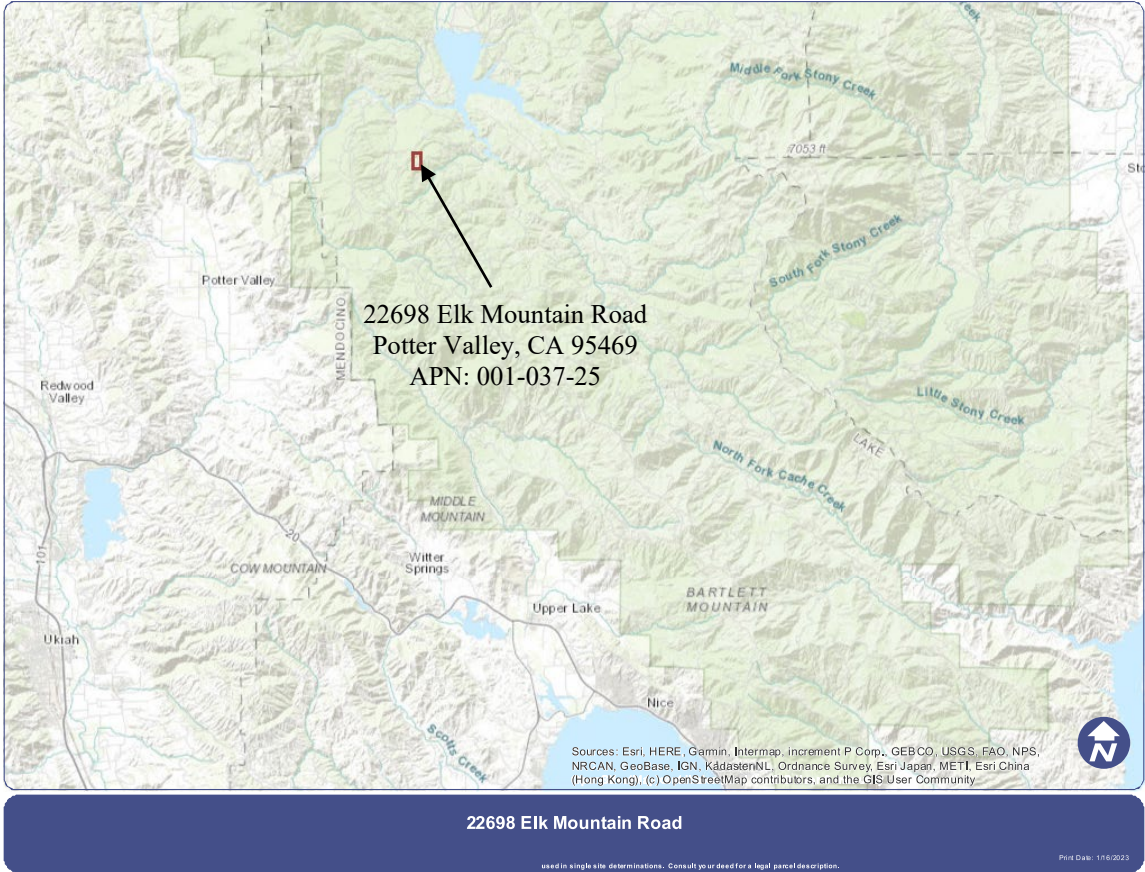 Creek
Middle Fork Stony Creek
7053 ft
South Fork Stony Creek
Potter Valley
MENDOCINO
22698 Elk Mountain Road
Potter Valley, CA 95469
APN: 001-037-25
Redwood
Valley
Little Stony Creek
LAKE
North Fork Cache Creek
MIDDLE
MOUNTAIN
101
20
COW MOUNTAIN
Witter
Springs
BARTLETT
MOUNTAIN
Upper Lake
Ukiah
Nice
Scotts Creek
Sources: Esri, HERE, Garmin, Intermap, increment P Corp., GEBCO, USGS, FAO, NPS,
NRCAN, GeoBase, IGN, Kadaster NL, Ordnance Survey, Esri Japan, METI, Esri China
(Hong Kong), (c) OpenStreetMap contributors, and the GIS User Community
N
22698 Elk Mountain Road
Print Date: 1/16/2023
used in single site determinations. Consult your deed for a legal parcel description.